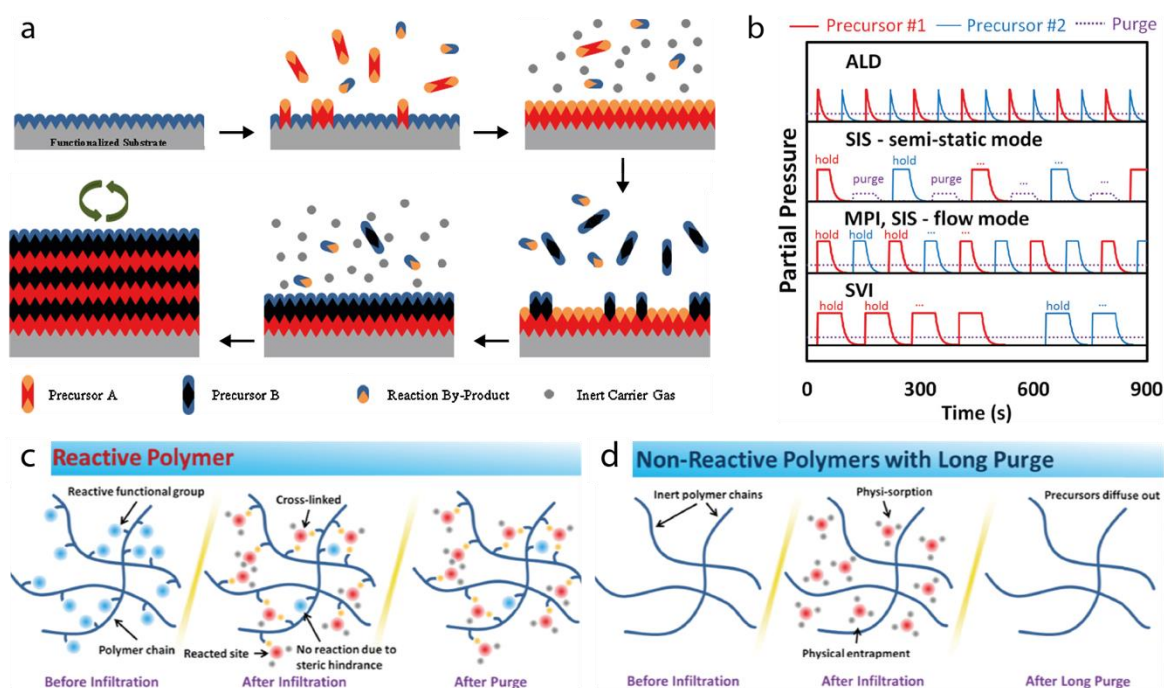 a
Functionalized Substrate
Precursor A
Precursor B
Reaction By-Product
Inert Carrier Gas
b
Precursor #1
Precursor #2
Purge
Partial Pressure
ALD
SIS - semi-static mode
hold
purge
hold
purge
...
...
...
...
MPI, SIS - flow mode
hold
hold
hold
...
...
SVI
hold
hold
...
hold
...
0
300
600
900
Time (s)
c
Reactive Polymer
Reactive functional group
Polymer chain
Before Infiltration
Cross-linked
Reacted site
No reaction due to
steric hindrance
After Infiltration
After Purge
d
Non-Reactive Polymers with Long Purge
Inert polymer chains
Before Infiltration
Physi-sorption
Physical entrapment
After Infiltration
Precursors diffuse out
After Long Purge